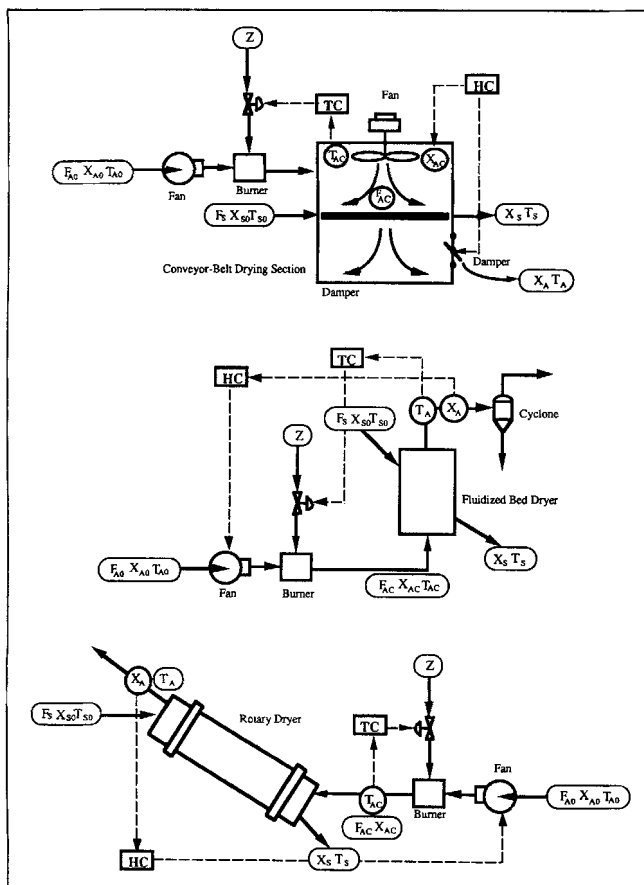 Z
TC
Fan
HC
T_AC
X_AC
F_A0 X_A0 T_A0
Fan
Burner
F_AC
F_S X_S0 T_S0
X_S T_S
Conveyor-Belt Drying Section
Damper
Damper
X_A T_A
TC
HC
T_A
X_A
F_S X_S0 T_S0
Cyclone
Z
Fluidized Bed Dryer
F_A0 X_A0 T_A0
Fan
Burner
F_AC X_AC T_AC
X_S T_S
X_A
T_A
Z
F_S X_S0 T_S0
Rotary Dryer
TC
Fan
T_AC
F_A0 X_A0 T_A0
Burner
F_AC X_AC
HC
X_S T_S